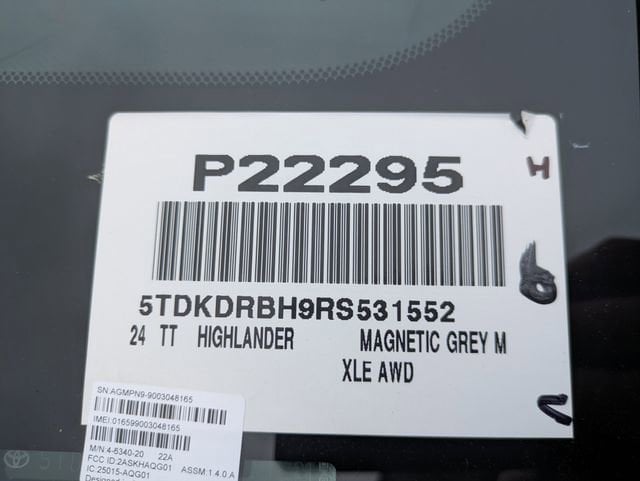 P22295
H
6
5TDKDRBH9RS531552
24 TT HIGHLANDER MAGNETIC GREY M
XLE AWD
SN:AGMPN9-9003048165
IMEI:016599003048165
M/N:4-6340-20 22A
FCC ID:2ASKHAQG01 ASSM:1.4.0.A
IC:25015-AQG01